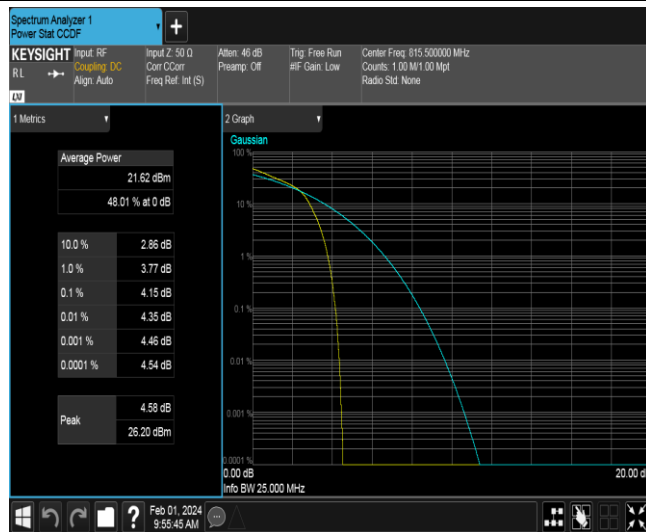 Spectrum Analyzer 1
Power Stat CCDF
+
KEYSIGHT
RL
LXI
Input: RF
Coupling: DC
Align: Auto
Input Z: 50 Ω
Corr CCorr
Freq Ref: Int (S)
Atten: 46 dB
Preamp: Off
Trig: Free Run
#IF Gain: Low
Center Freq: 815.500000 MHz
Counts: 1.00 M/1.00 Mpt
Radio Std: None
1 Metrics
Average Power
21.62 dBm
48.01 % at 0 dB
10.0 % 2.86 dB
1.0 % 3.77 dB
0.1 % 4.15 dB
0.01 % 4.35 dB
0.001 % 4.46 dB
0.0001 % 4.54 dB
Peak
4.58 dB
26.20 dBm
2 Graph
Gaussian
100 %
10 %
1 %
0.1 %
0.01 %
0.001 %
0.0001 %
0.00 dB
20.00 d
Info BW 25.000 MHz
?
Feb 01, 2024
9:55:45 AM